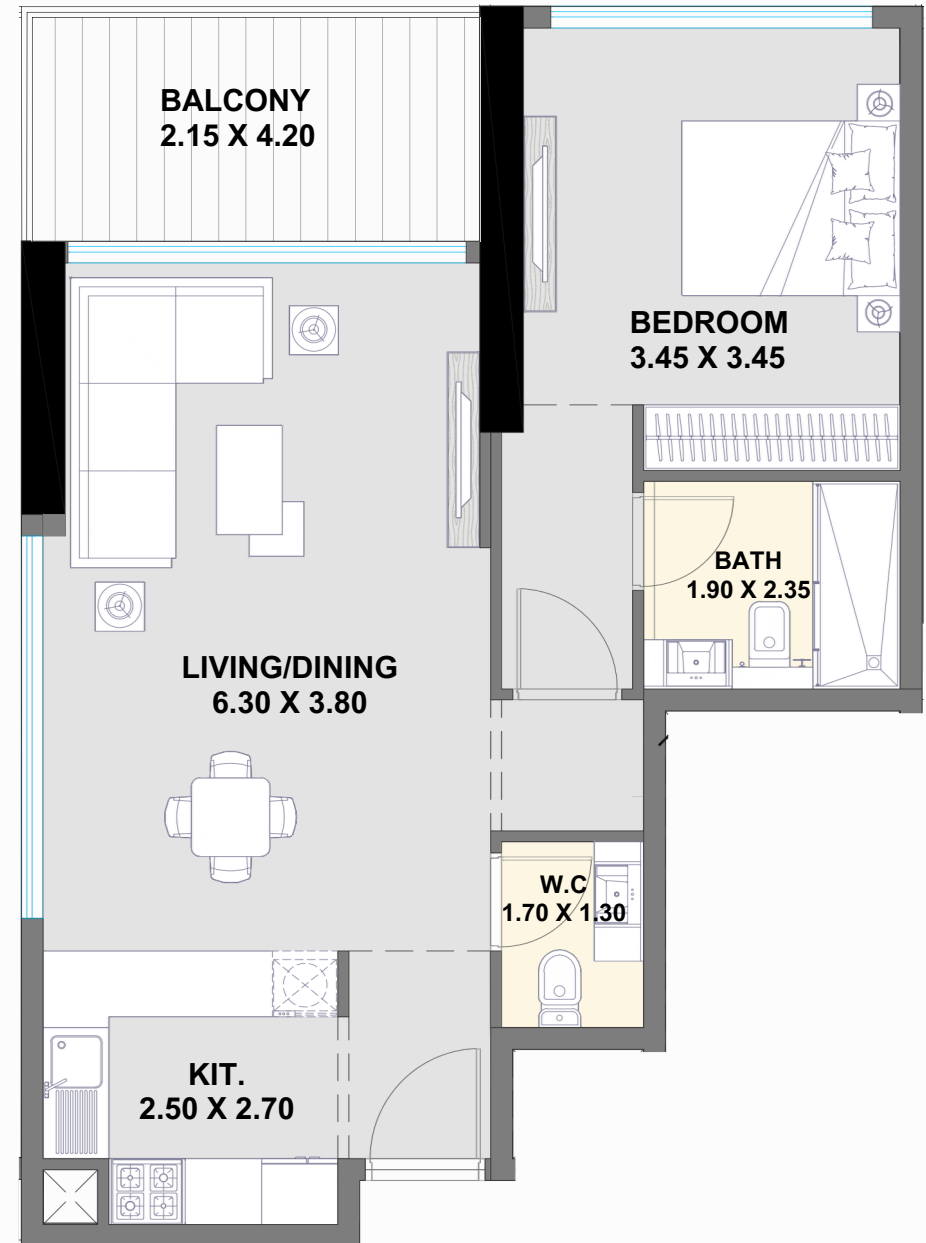 BALCONY
2.15 X 4.20
BEDROOM
3.45 X 3.45
BATH
1.90 X 2.35
LIVING/DINING
6.30 X 3.80
W.C
1.70 X 1.30
KIT.
2.50 X 2.70